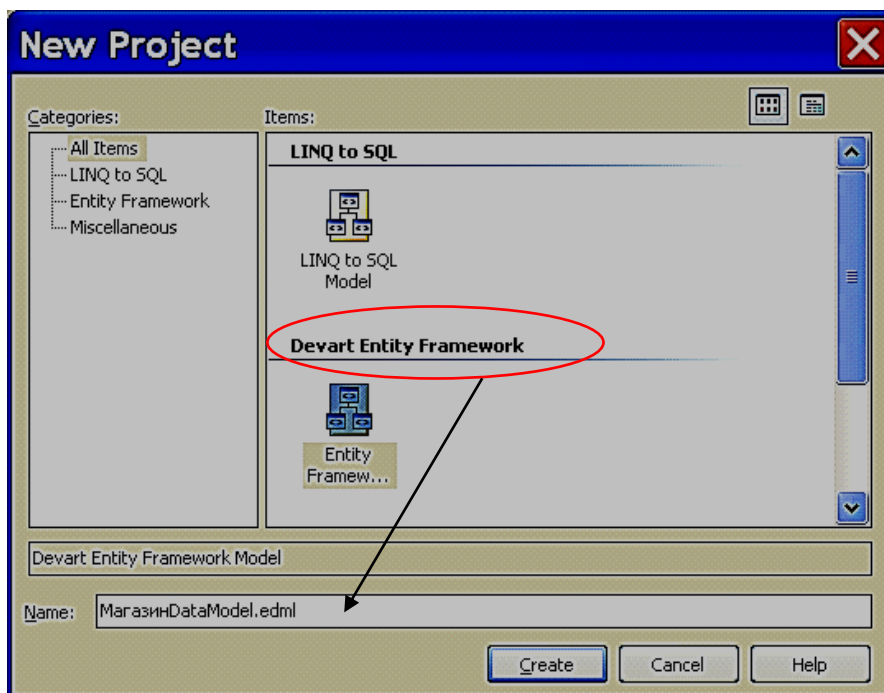 New Project
Categories:
Items:
All Items
LINQ to SQL
Entity Framework
Miscellaneous
LINQ to SQL
LINQ to SQL
Model
Devart Entity Framework
Entity
Framew...
Devart Entity Framework Model
Name:
МагазинDataModel.edml
Create
Cancel
Help